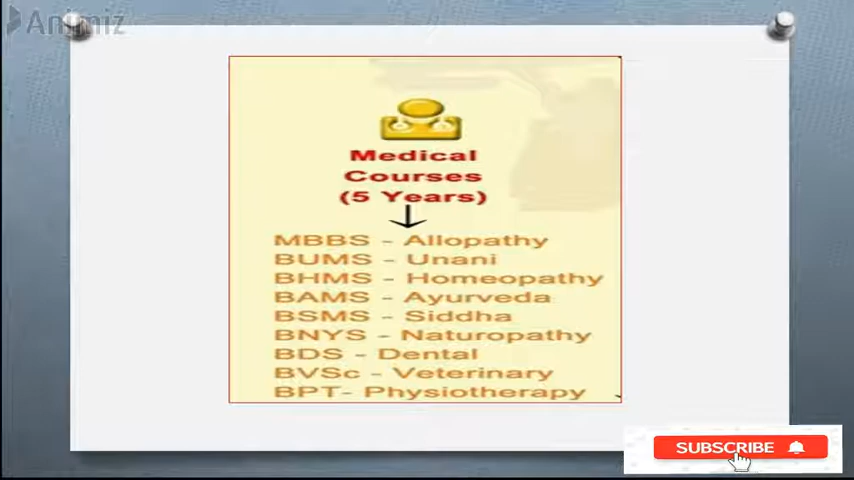 Animiz
Medical
Courses
(5 Years)
MBBS - Allopathy
BUMS - Unani
BHMS - Homeopathy
BAMS - Ayurveda
BSMS - Siddha
BNYS - Naturopathy
BDS - Dental
BVSc - Veterinary
BPT- Physiotherapy
SUBSCRIBE